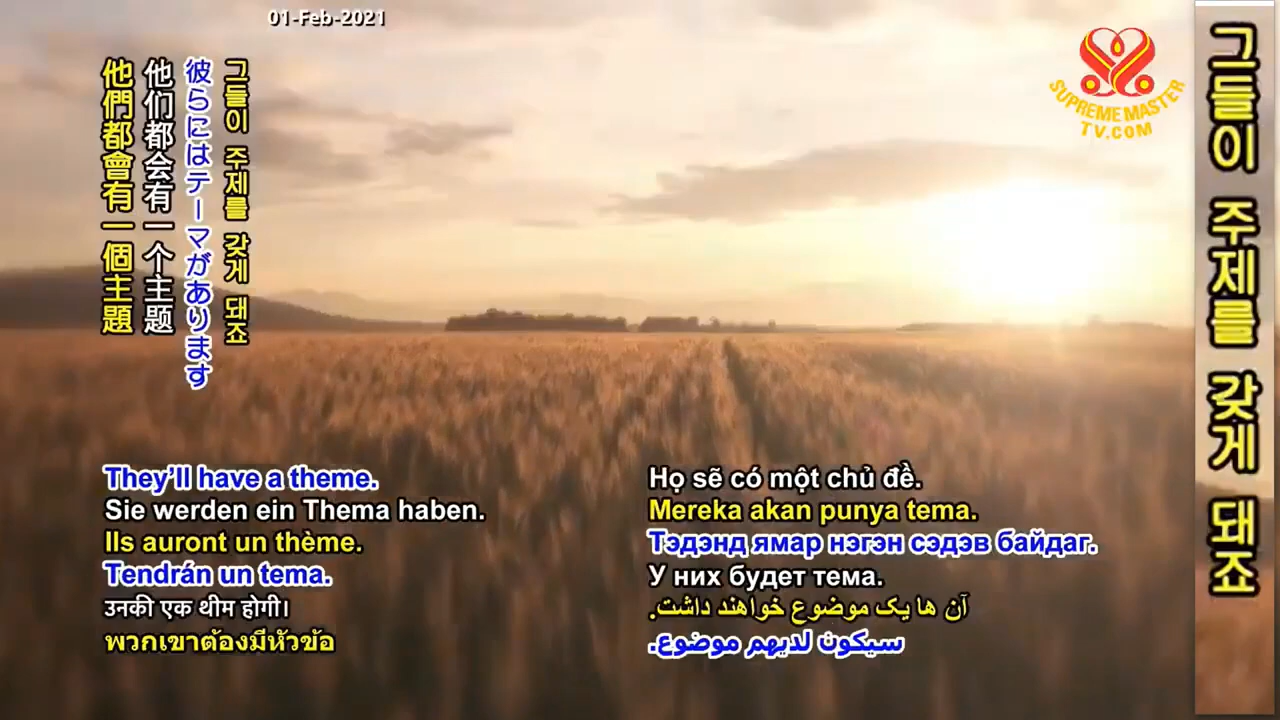 01-Feb-2021
SUPREME MASTER
TV.COM
그들이 주제를 갖게 돼죠
그들이 주제를 갖게 돼죠
彼らにはテーマがあります
他们都会有一个主题
他們都會有一個主題
They’ll have a theme.
Sie werden ein Thema haben.
Ils auront un thème.
Tendrán un tema.
उनकी एक थीम होगी।
พวกเขาต้องมีหัวข้อ
Họ sẽ có một chủ đề.
Mereka akan punya tema.
Тэдэнд ямар нэгэн сэдэв байдаг.
У них будет тема.
آن ها یک موضوع خواهند داشت.
سيكون لديهم موضوع.